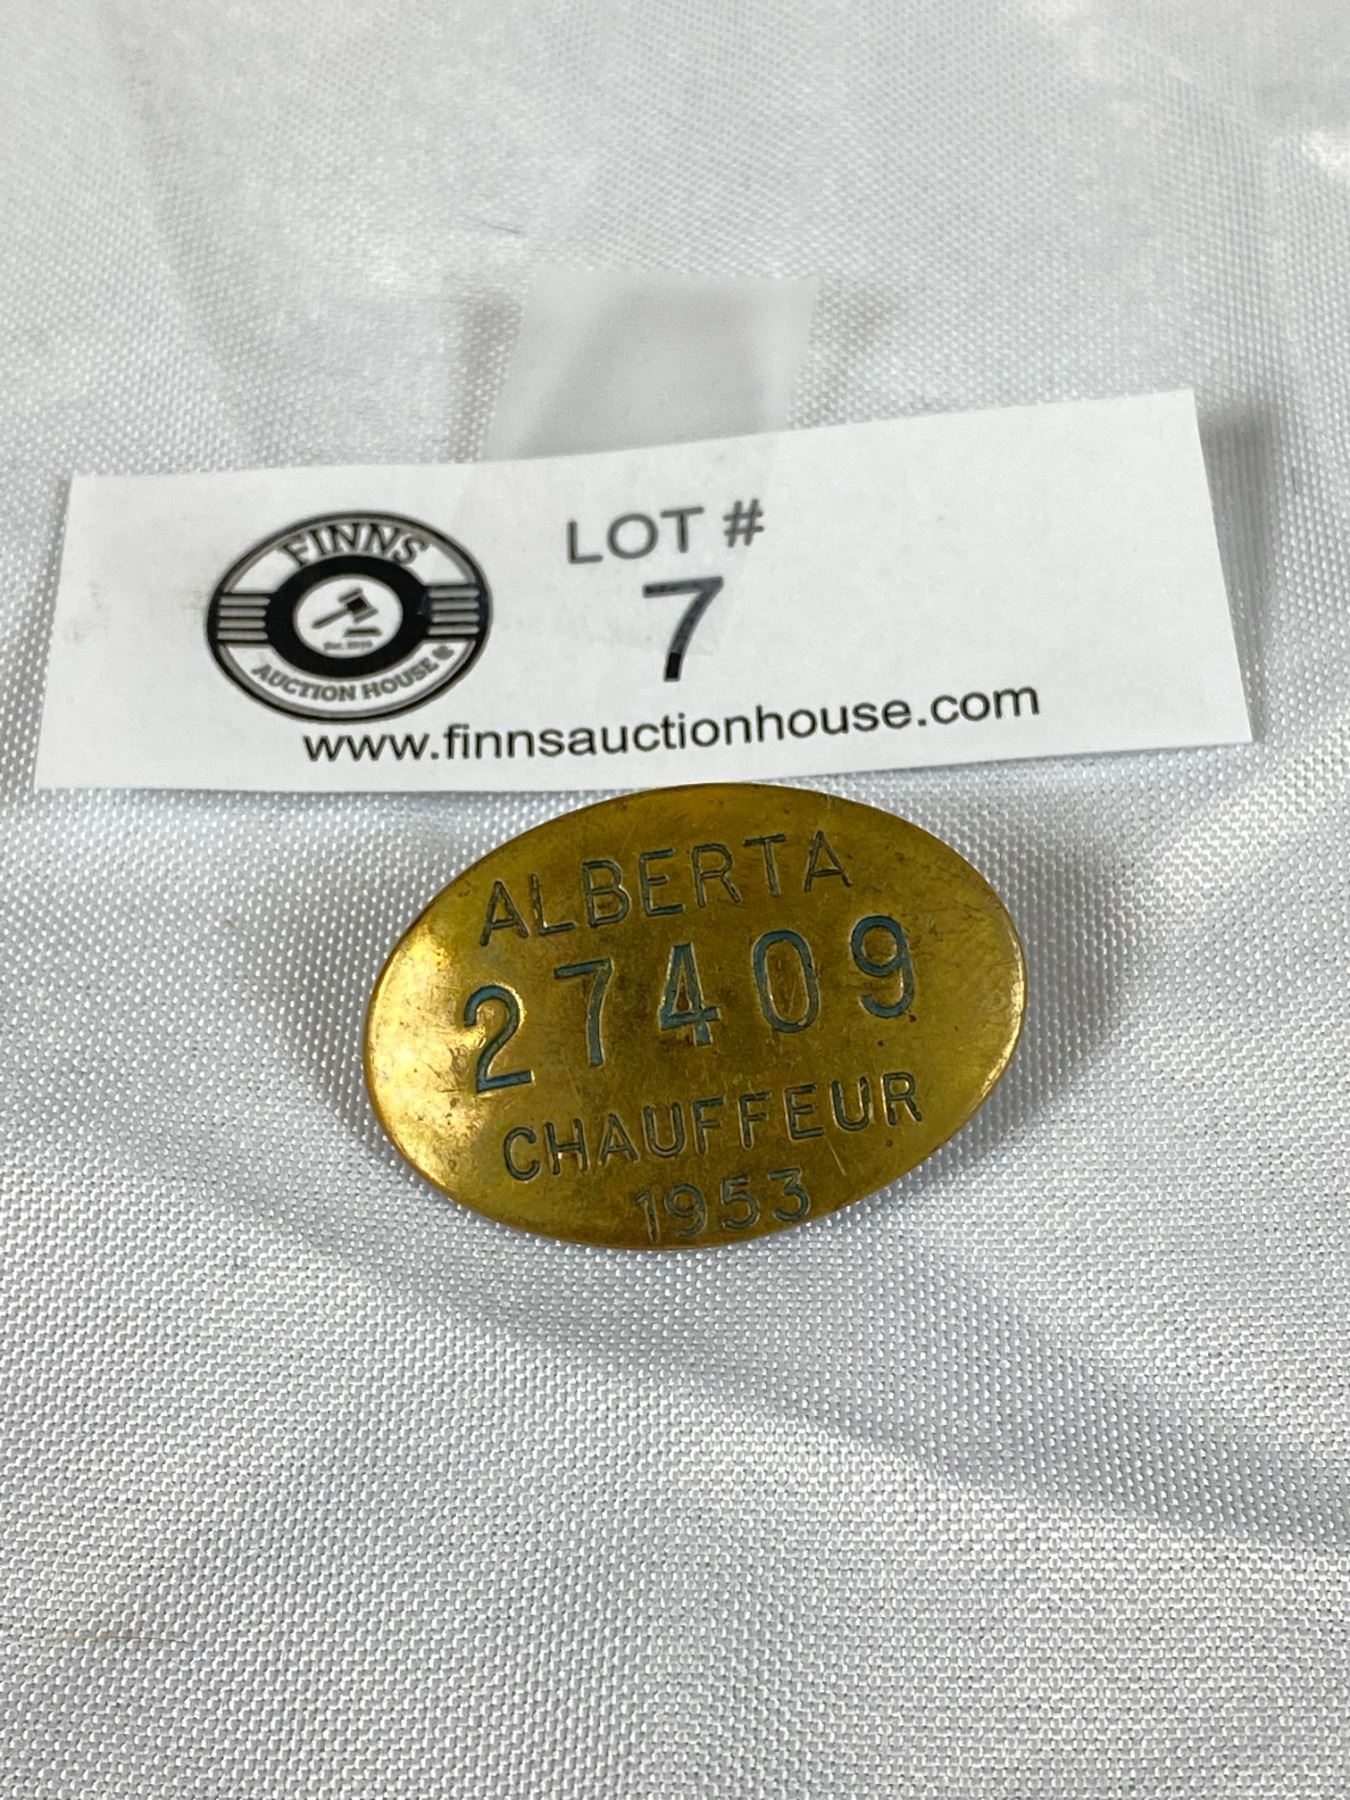 FINNS
AUCTION HOUSE
LOT #
7
www.finnsauctionhouse.com
ALBERTA
27409
CHAUFFEUR
1953